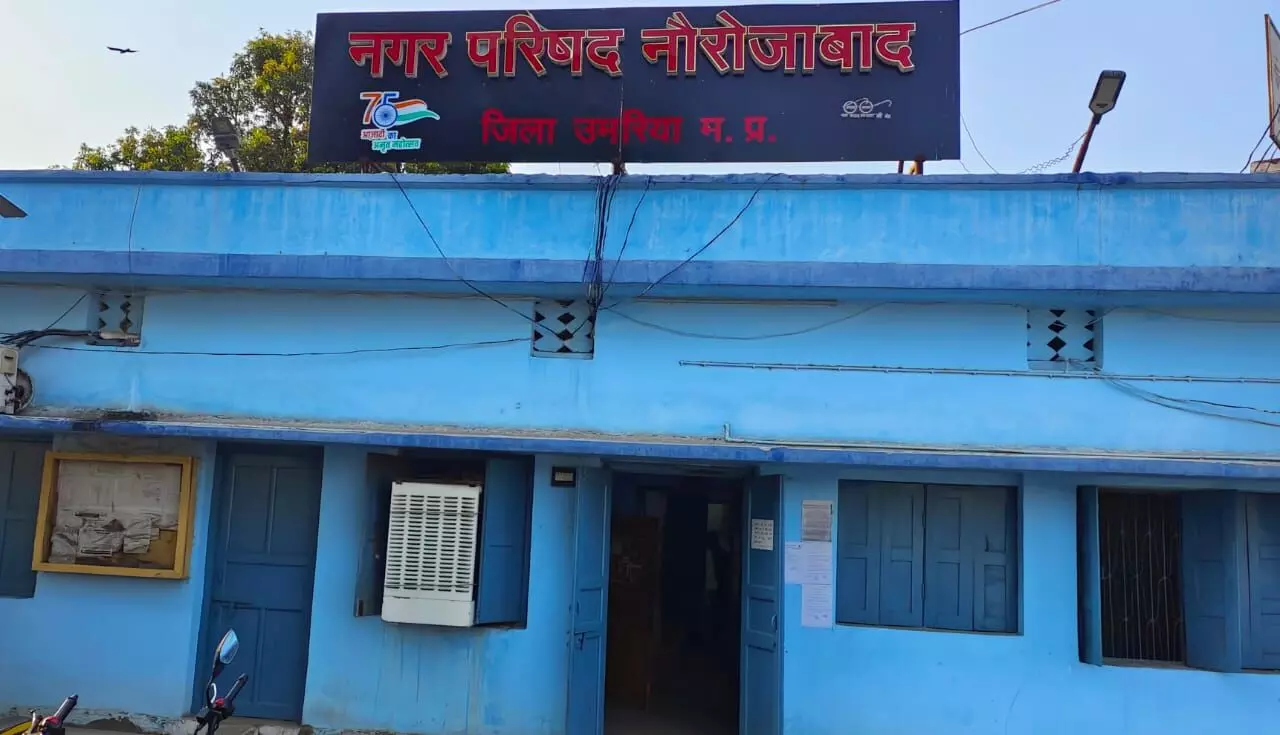 नगर परिषद नौरोजाबाद
75
आज़ादी का
अमृत महोत्सव
जिला उमरिया म. प्र.